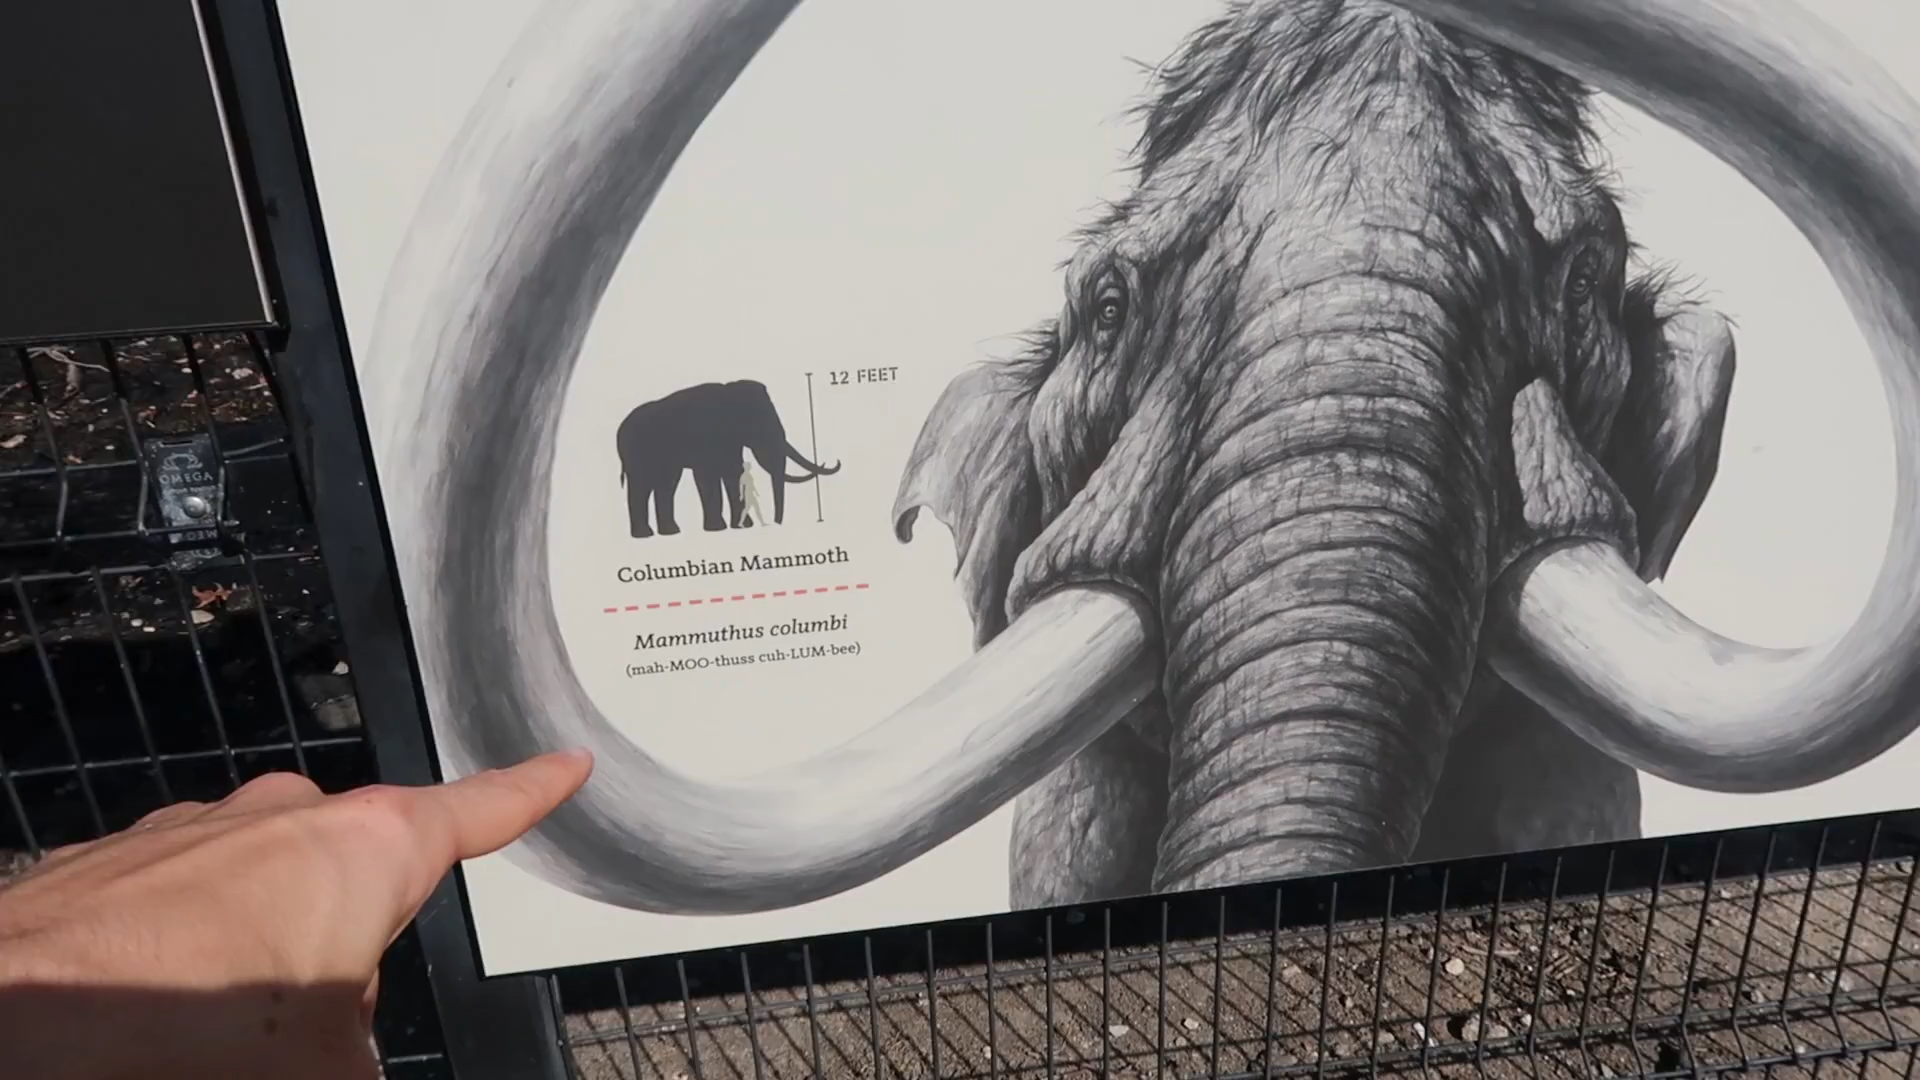 12 FEET
Columbian Mammoth
Mammuthus columbi
(mah-MOO-thuss cuh-LUM-bee)
OMEGA